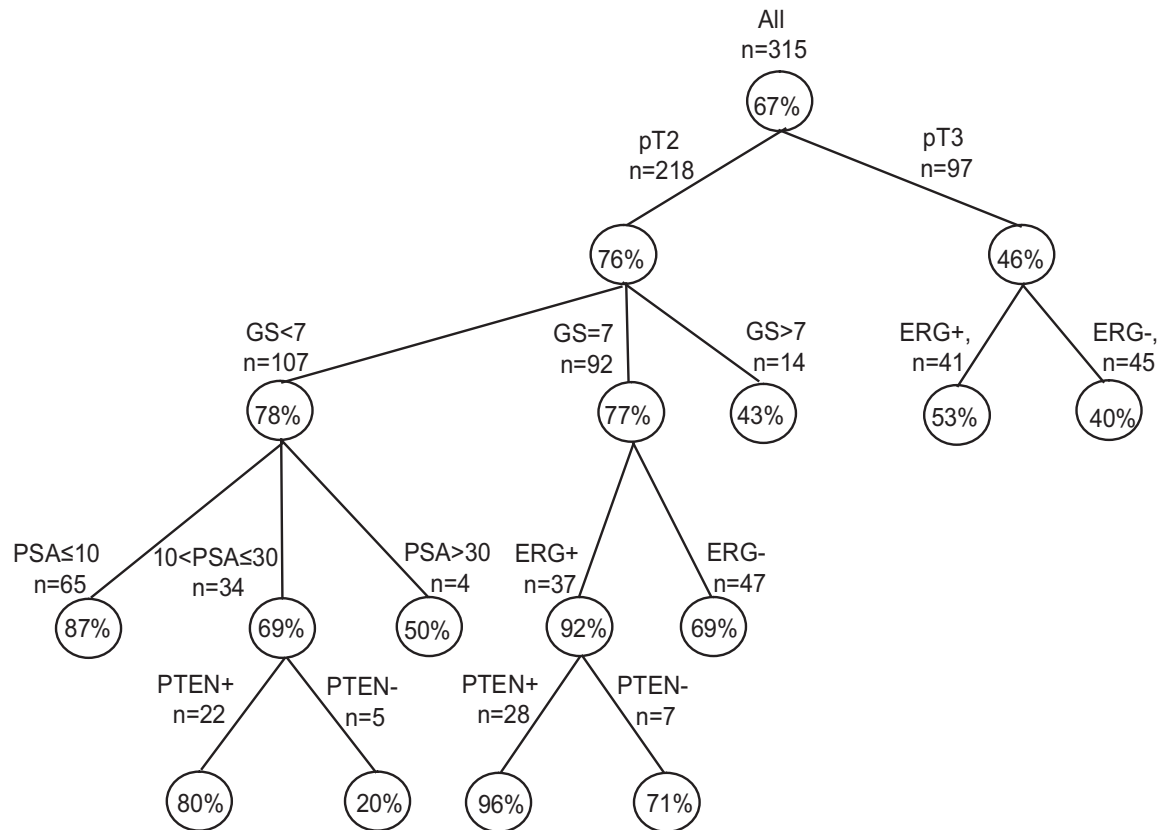 All
n=315
67%
pT2
n=218
pT3
n=97
76%
46%
GS<7
n=107
GS=7
n=92
GS>7
n=14
ERG+,
n=41
ERG-,
n=45
78%
77%
43%
53%
40%
PSA≤10
n=65
10<PSA≤30
n=34
PSA>30
n=4
ERG+
n=37
ERG-
n=47
87%
69%
50%
92%
69%
PTEN+
n=22
PTEN-
n=5
PTEN+
n=28
PTEN-
n=7
80%
20%
96%
71%